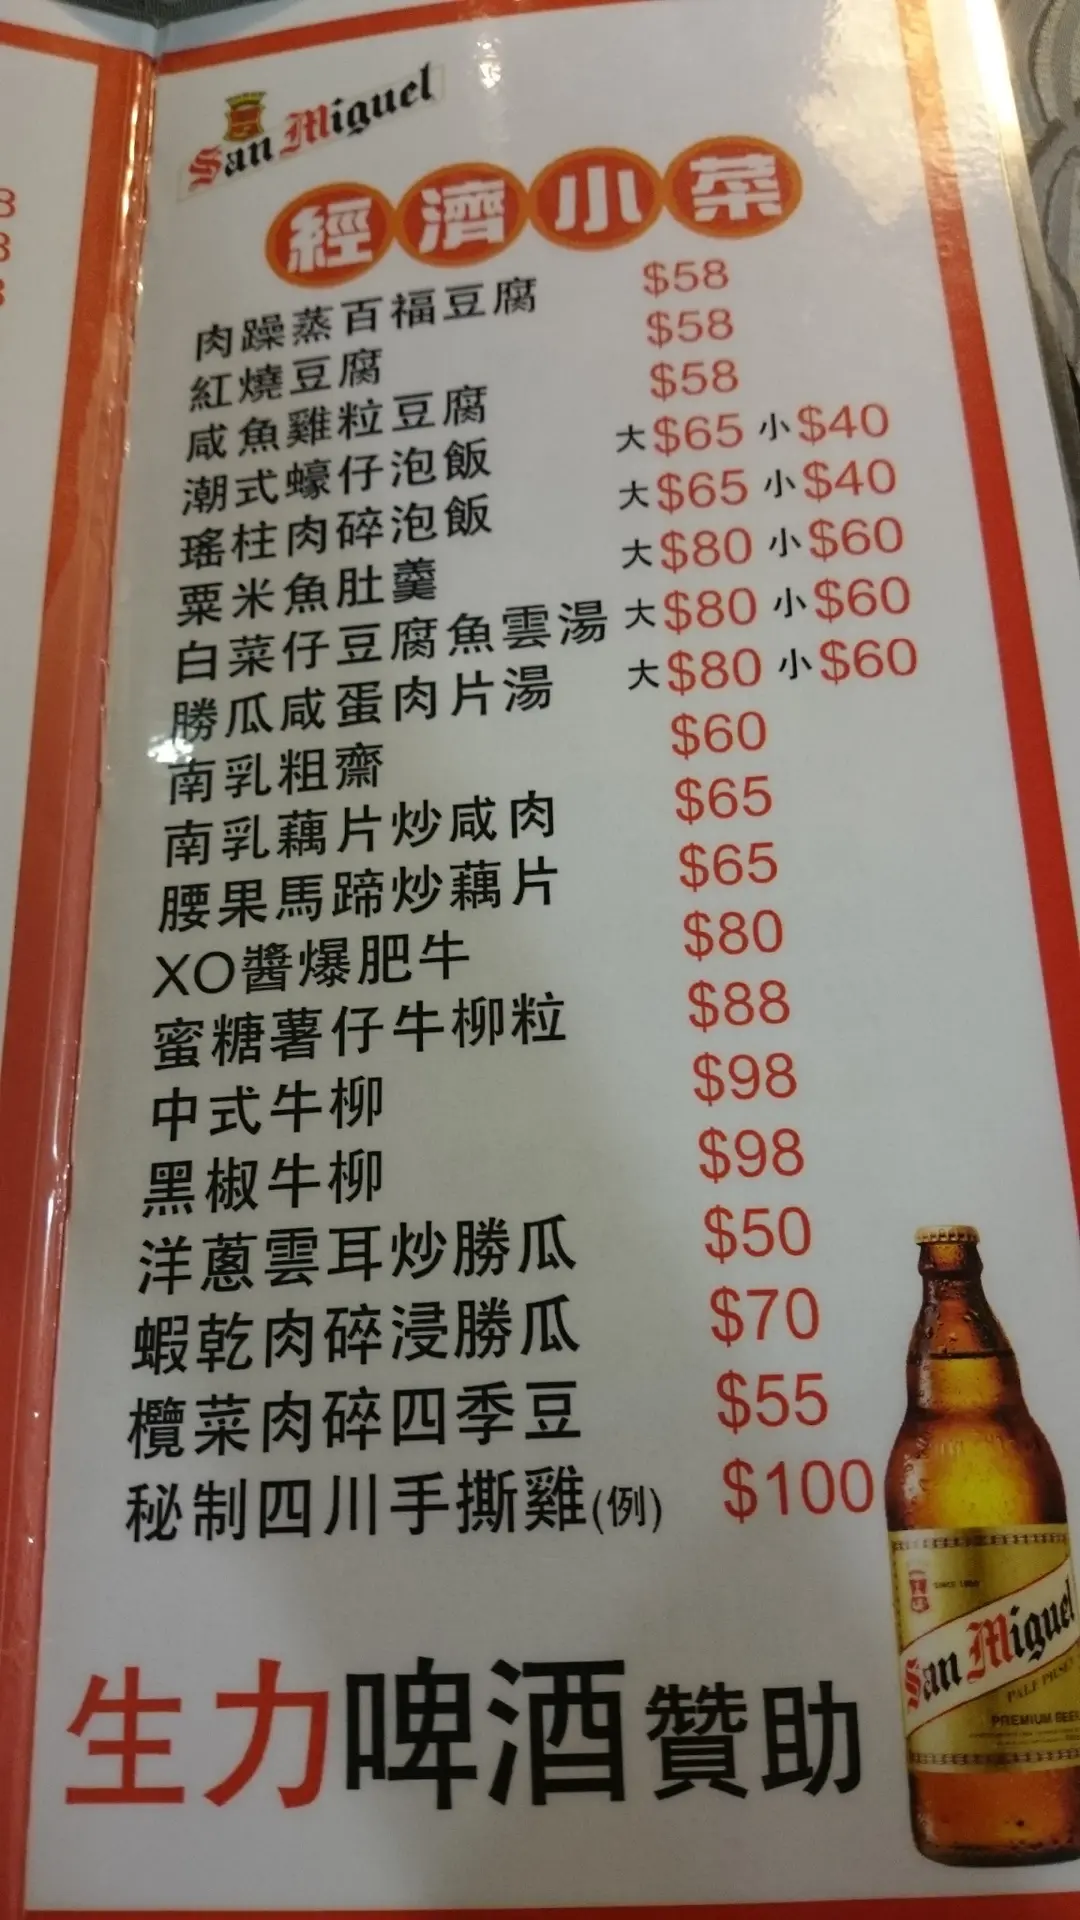 San Miguel
經濟小菜
肉躁蒸百福豆腐 $58
紅燒豆腐 $58
咸魚雞粒豆腐 $58
潮式蠔仔泡飯 大$65 小$40
瑤柱肉碎泡飯 大$65 小$40
粟米魚肚羹 大$80 小$60
白菜仔豆腐魚雲湯 大$80 小$60
勝瓜咸蛋肉片湯 大$80 小$60
南乳粗齋 $60
南乳藕片炒咸肉 $65
腰果馬蹄炒藕片 $65
XO醬爆肥牛 $80
蜜糖薯仔牛柳粒 $88
中式牛柳 $98
黑椒牛柳 $98
洋蔥雲耳炒勝瓜 $50
蝦乾肉碎浸勝瓜 $70
欖菜肉碎四季豆 $55
秘制四川手撕雞(例) $100
生力啤酒贊助
San Miguel
PALE PILSEN
PREMIUM BEER